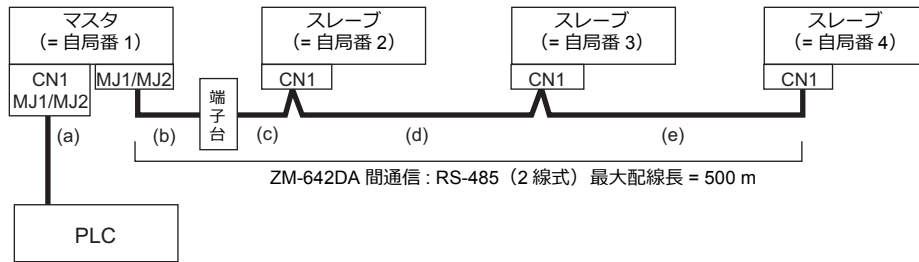 マスタ
（= 自局番 1）
スレーブ
（= 自局番 2）
スレーブ
（= 自局番 3）
スレーブ
（= 自局番 4）
CN1
MJ1/MJ2
MJ1/MJ2
端子台
CN1
CN1
CN1
(a)
(b)
(c)
(d)
(e)
ZM-642DA 間通信 : RS-485（2 線式）最大配線長 = 500 m
PLC